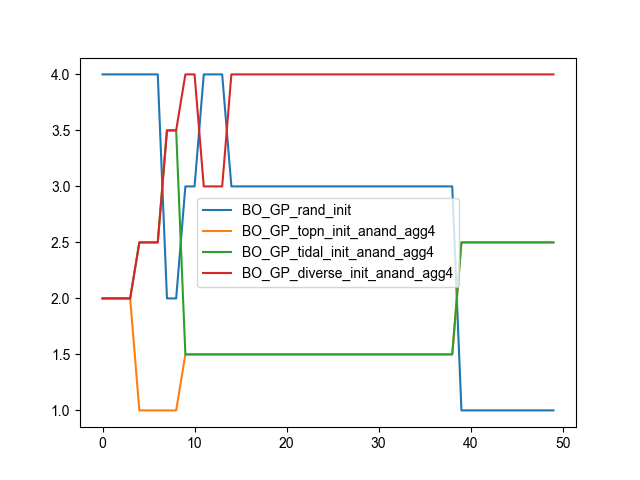 4.0
3.5
3.0
2.5
2.0
1.5
1.0
BO_GP_rand_init
BO_GP_topn_init_anand_agg4
BO_GP_tidal_init_anand_agg4
BO_GP_diverse_init_anand_agg4
0 10 20 30 40 50